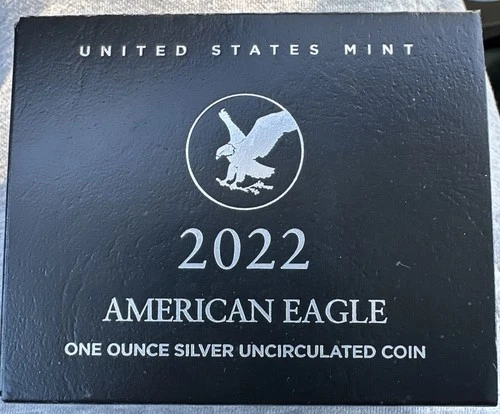 UNITED STATES MINT
2022
AMERICAN EAGLE
ONE OUNCE SILVER UNCIRCULATED COIN